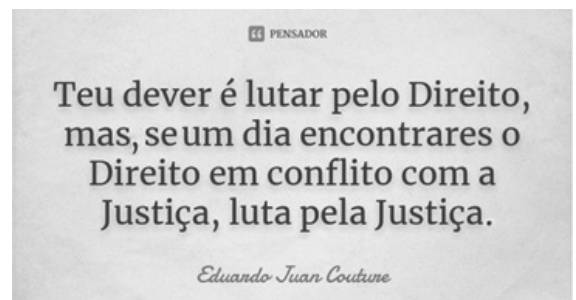 PENSADOR
Teu dever é lutar pelo Direito,
mas, se um dia encontrares o
Direito em conflito com a
Justiça, luta pela Justiça.
Eduardo Juan Couture